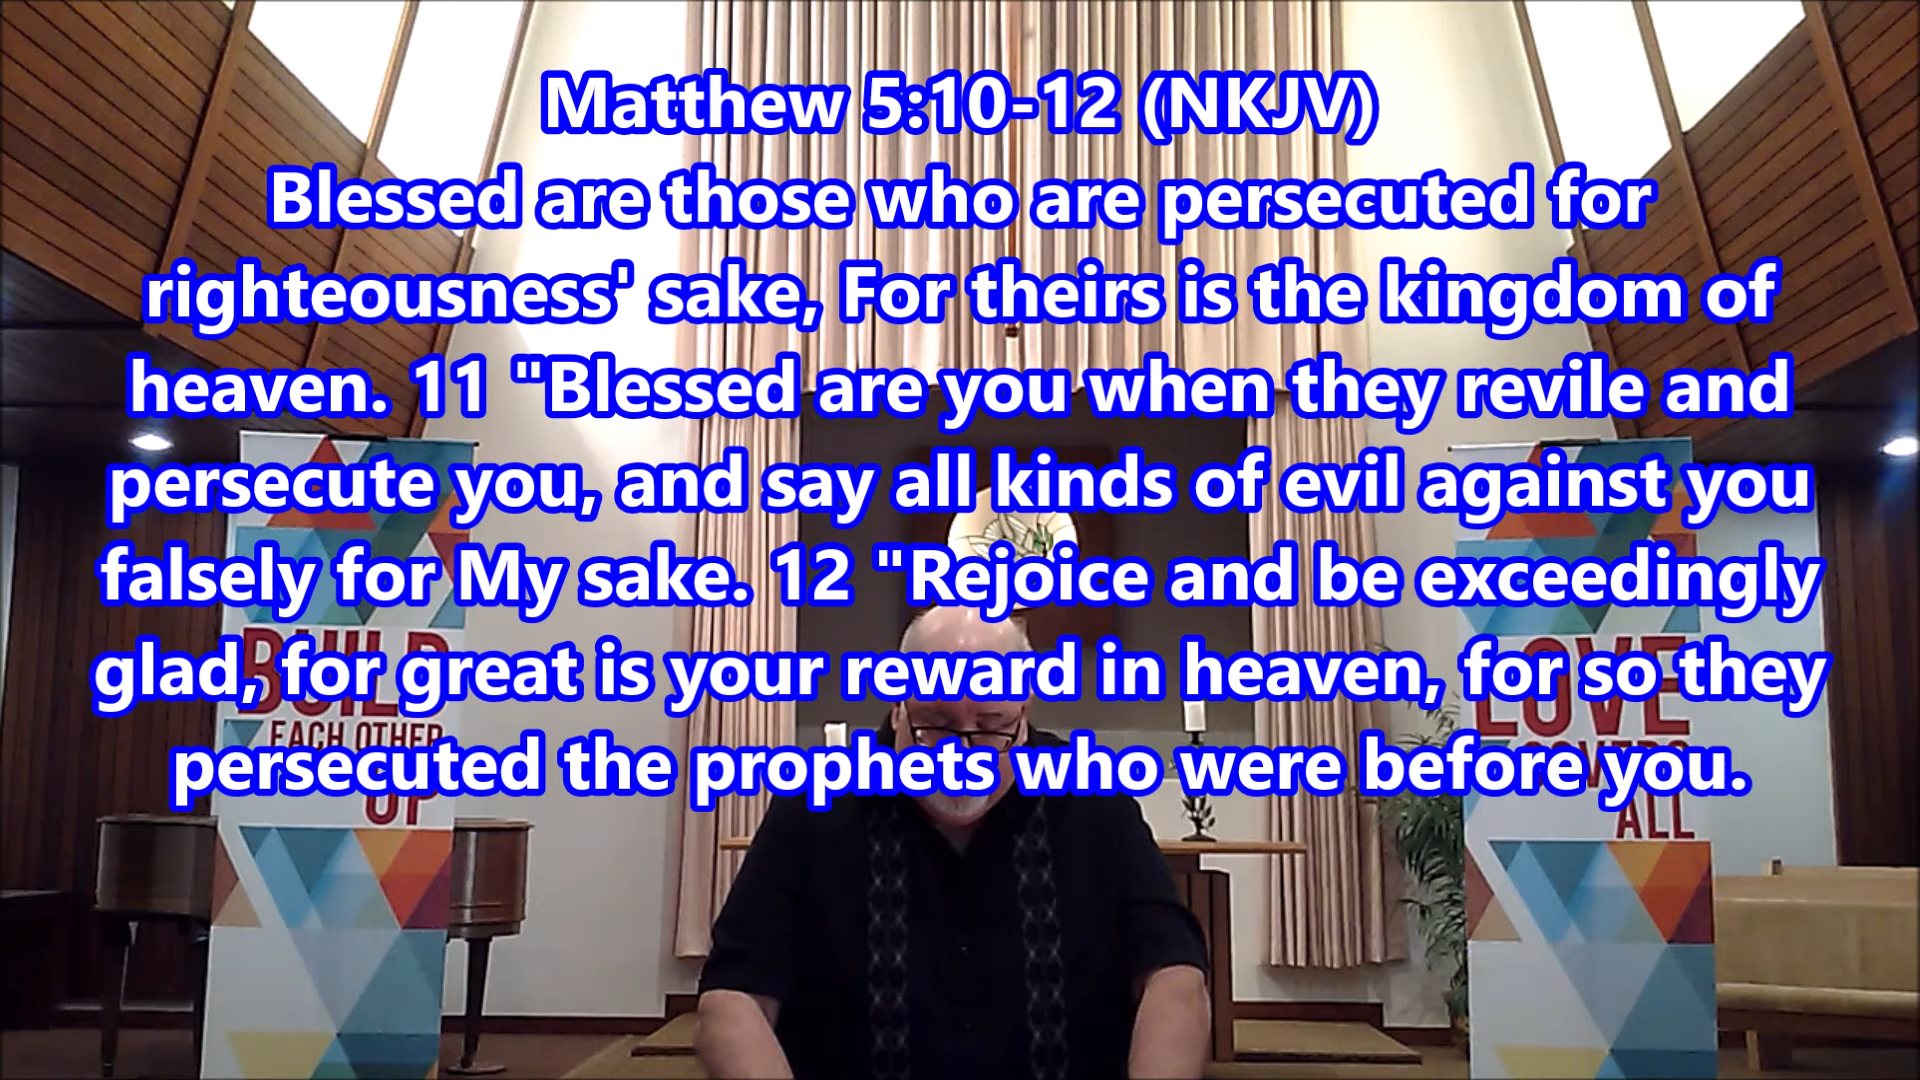 Matthew 5:10-12 (NKJV)
Blessed are those who are persecuted for
righteousness' sake, For theirs is the kingdom of
heaven. 11 "Blessed are you when they revile and
persecute you, and say all kinds of evil against you
falsely for My sake. 12 "Rejoice and be exceedingly
glad, for great is your reward in heaven, for so they
persecuted the prophets who were before you.
BUILD
EACH OTHER
UP
LOVE
COVERS
ALL